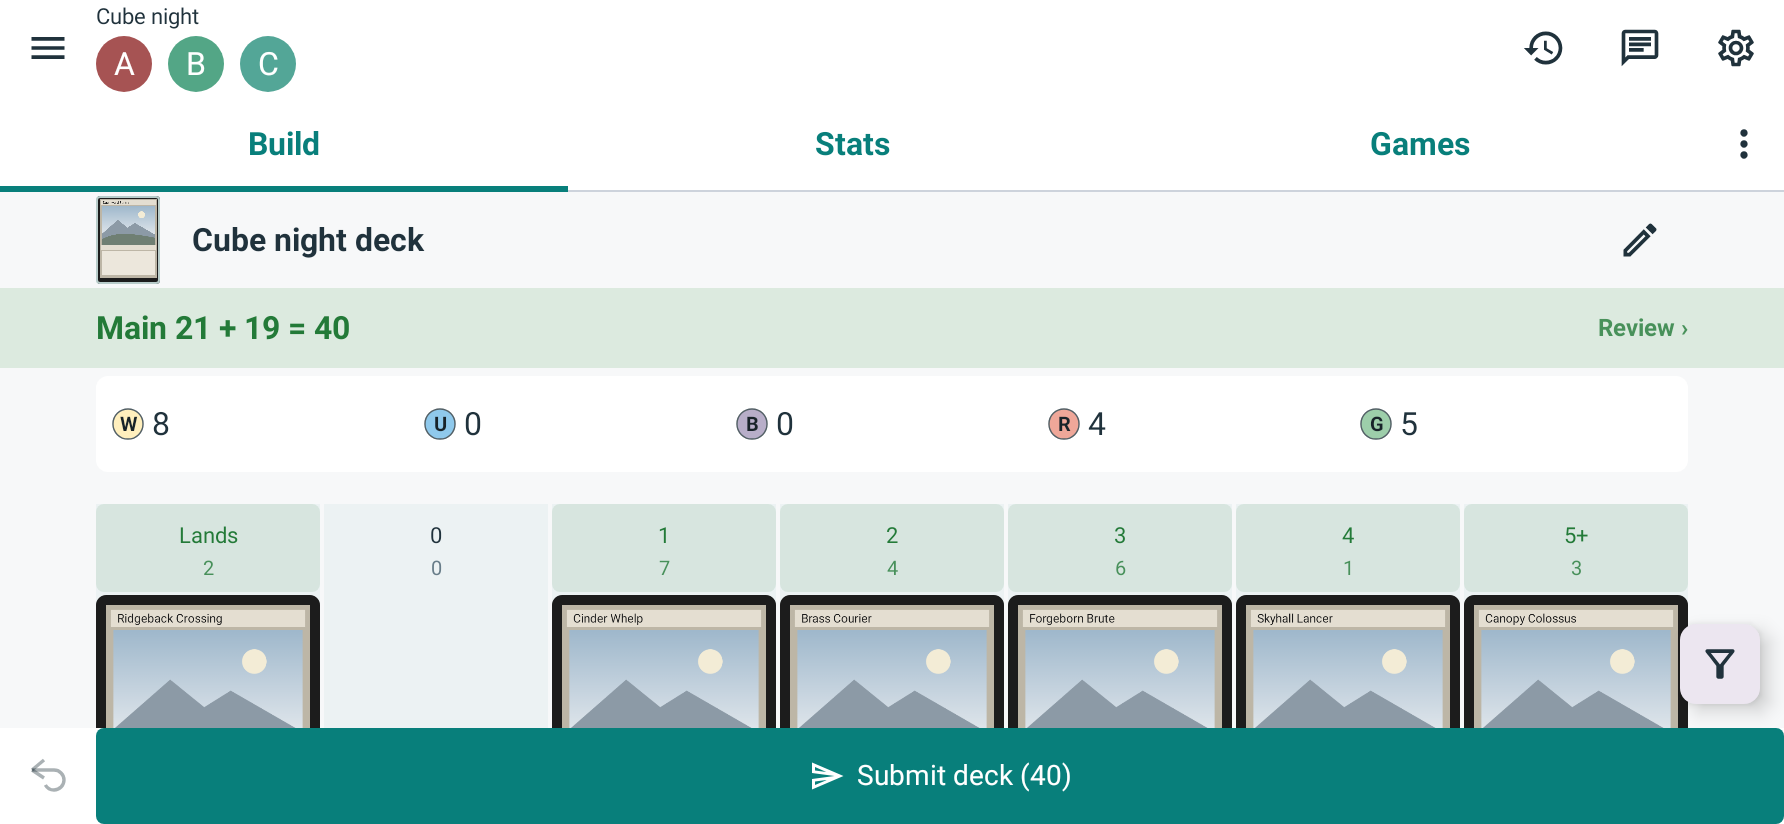 Cube night
A B C
Build Stats Games
Cube night deck
Main 21 + 19 = 40
Review ›
W 8 U 0 B 0 R 4 G 5
Lands 0 1 2 3 4 5+
2 0 7 4 6 1 3
Ridgeback Crossing Cinder Whelp Brass Courier Forgeborn Brute Skyhall Lancer Canopy Colossus
Submit deck (40)